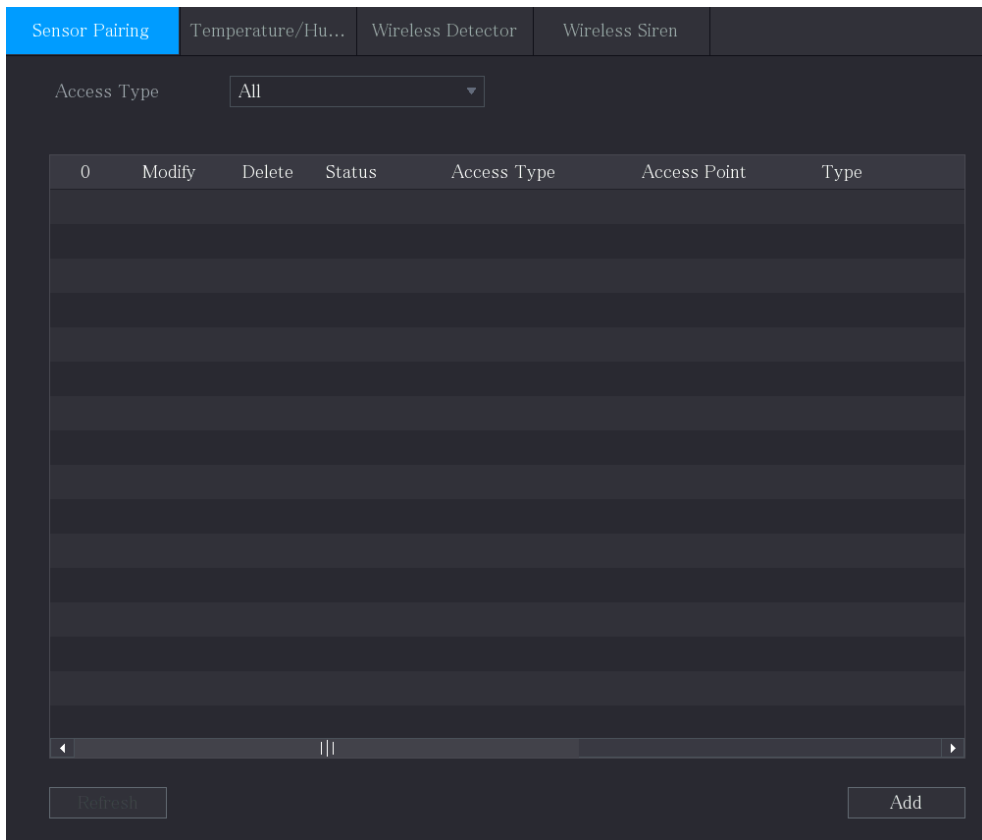 Sensor Pairing Temperature/Hu... Wireless Detector Wireless Siren
Access Type All
0 Modify Delete Status Access Type Access Point Type
Refresh Add